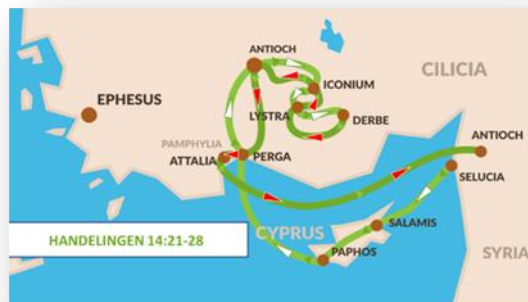 ANTIOCH
ICONIUM
CILICIA
EPHESUS
LYSTRA
DERBE
PAMPHYLIA
ATTALIA
PERGA
ANTIOCH
SELUCIA
HANDELINGEN 14:21-28
CYPRUS
SALAMIS
PAPHOS
SYRIA